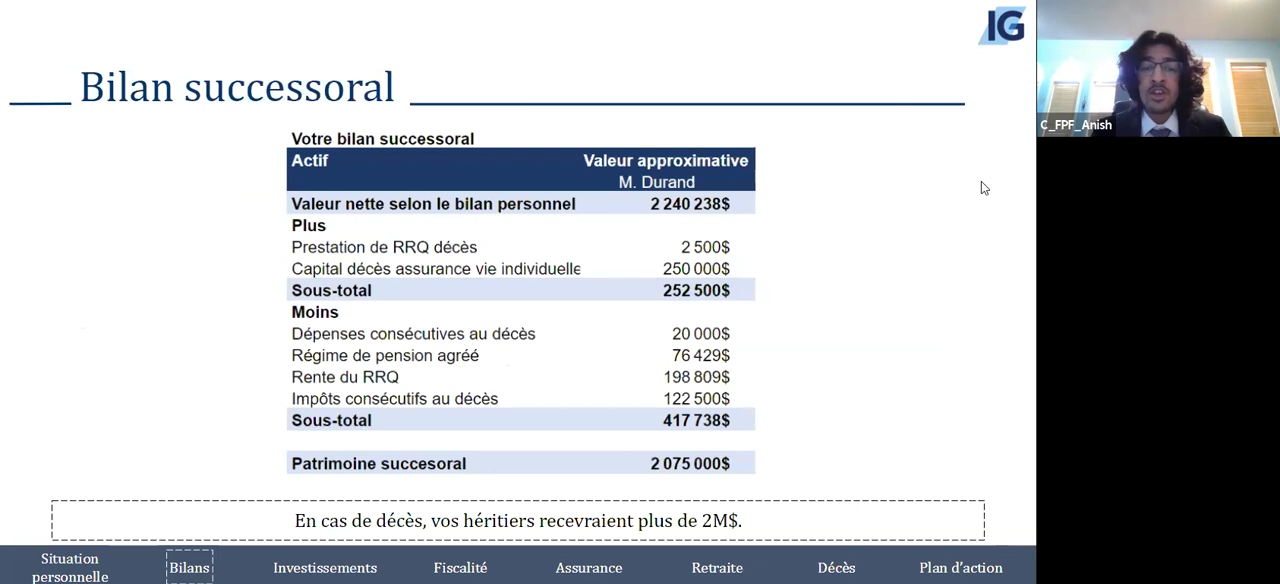 IG
Bilan successoral
Votre bilan successoral
Actif Valeur approximative
M. Durand
Valeur nette selon le bilan personnel 2 240 238$
Plus
Prestation de RRQ décès 2 500$
Capital décès assurance vie individuelle 250 000$
Sous-total 252 500$
Moins
Dépenses consécutives au décès 20 000$
Régime de pension agréé 76 429$
Rente du RRQ 198 809$
Impôts consécutifs au décès 122 500$
Sous-total 417 738$
Patrimoine succesoral 2 075 000$
En cas de décès, vos héritiers recevraient plus de 2M$.
Situation personnelle Bilans Investissements Fiscalité Assurance Retraite Décès Plan d'action
C_FPF_Anish